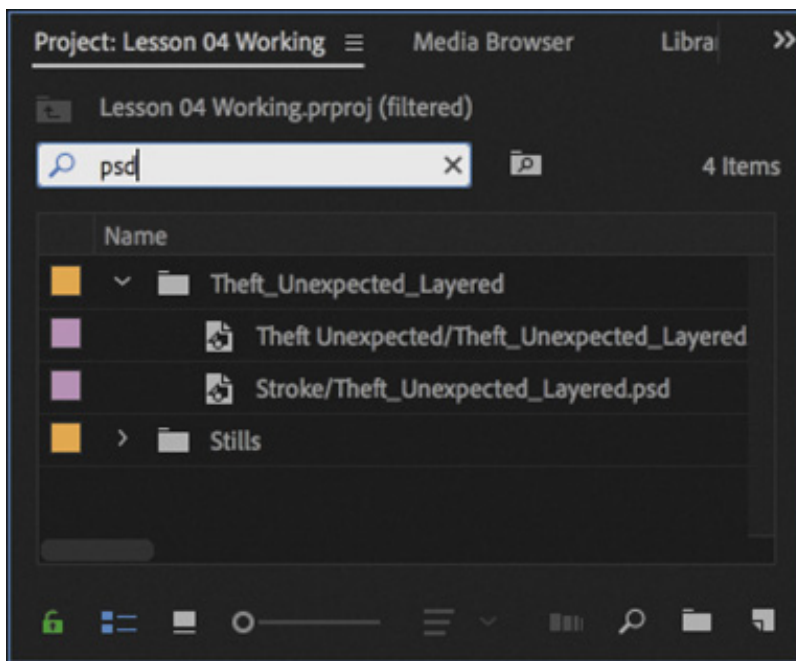 Project: Lesson 04 Working Media Browser Librar
Lesson 04 Working.prproj (filtered)
psd 4 Items
Name
Theft_Unexpected_Layered
Theft Unexpected/Theft_Unexpected_Layered
Stroke/Theft_Unexpected_Layered.psd
Stills